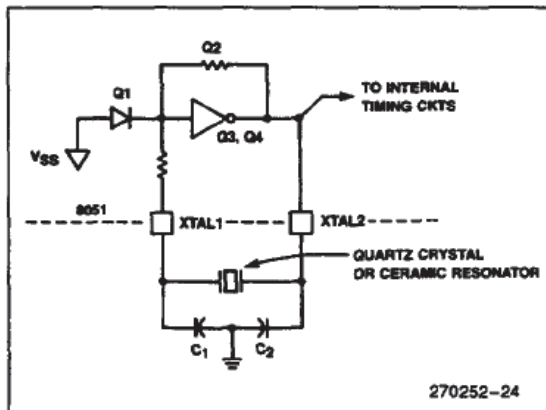 Q2
Q1
TO INTERNAL
TIMING CKTS
Q3, Q4
VSS
8051
XTAL1
XTAL2
QUARTZ CRYSTAL
OR CERAMIC RESONATOR
C1
C2
270252-24